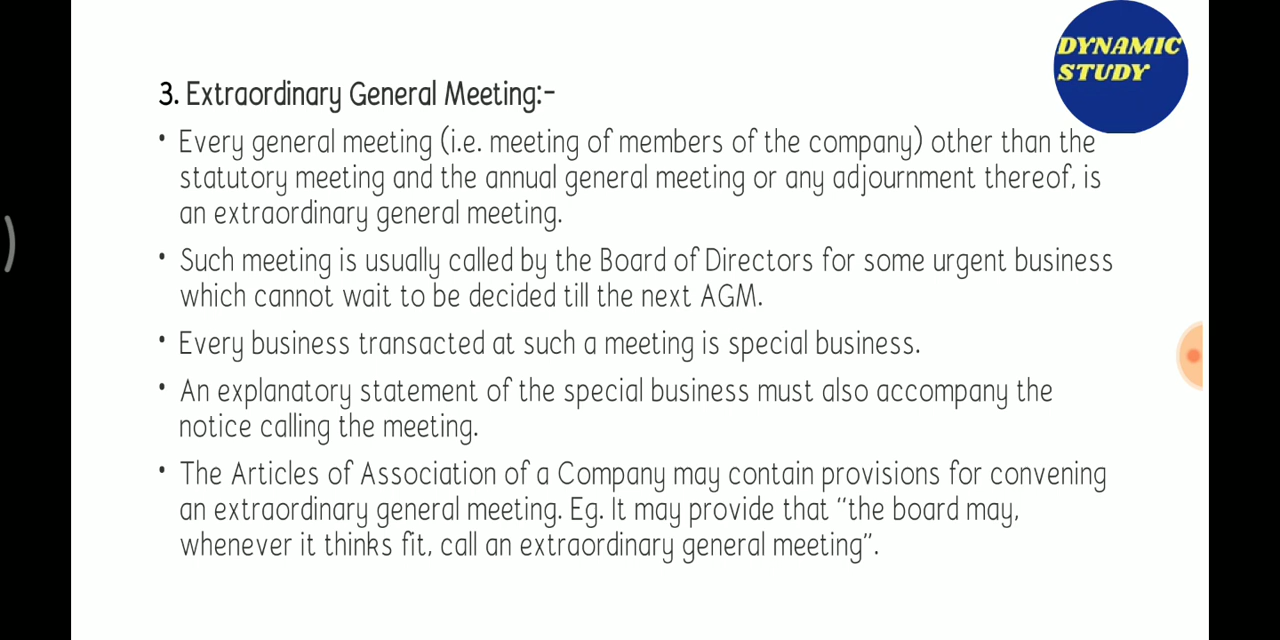 DYNAMIC
STUDY
3. Extraordinary General Meeting:-
• Every general meeting (i.e. meeting of members of the company) other than the
statutory meeting and the annual general meeting or any adjournment thereof, is
an extraordinary general meeting.
• Such meeting is usually called by the Board of Directors for some urgent business
which cannot wait to be decided till the next AGM.
• Every business transacted at such a meeting is special business.
• An explanatory statement of the special business must also accompany the
notice calling the meeting.
• The Articles of Association of a Company may contain provisions for convening
an extraordinary general meeting. Eg. It may provide that “the board may,
whenever it thinks fit, call an extraordinary general meeting”.